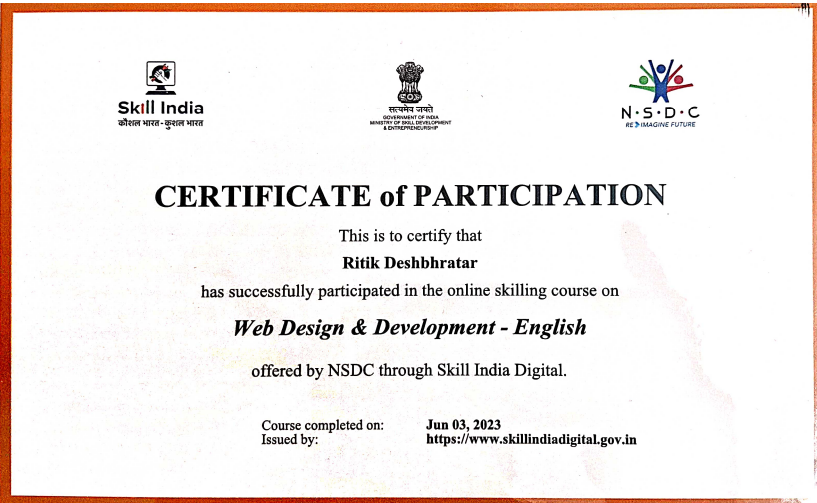 Skill India
कौशल भारत - कुशल भारत
सत्यमेव जयते
GOVERNMENT OF INDIA
MINISTRY OF SKILL DEVELOPMENT
& ENTREPRENEURSHIP
N·S·D·C
RE IMAGINE FUTURE
CERTIFICATE of PARTICIPATION
This is to certify that
Ritik Deshbhratar
has successfully participated in the online skilling course on
Web Design & Development - English
offered by NSDC through Skill India Digital.
Course completed on: Jun 03, 2023
Issued by: https://www.skillindiadigital.gov.in